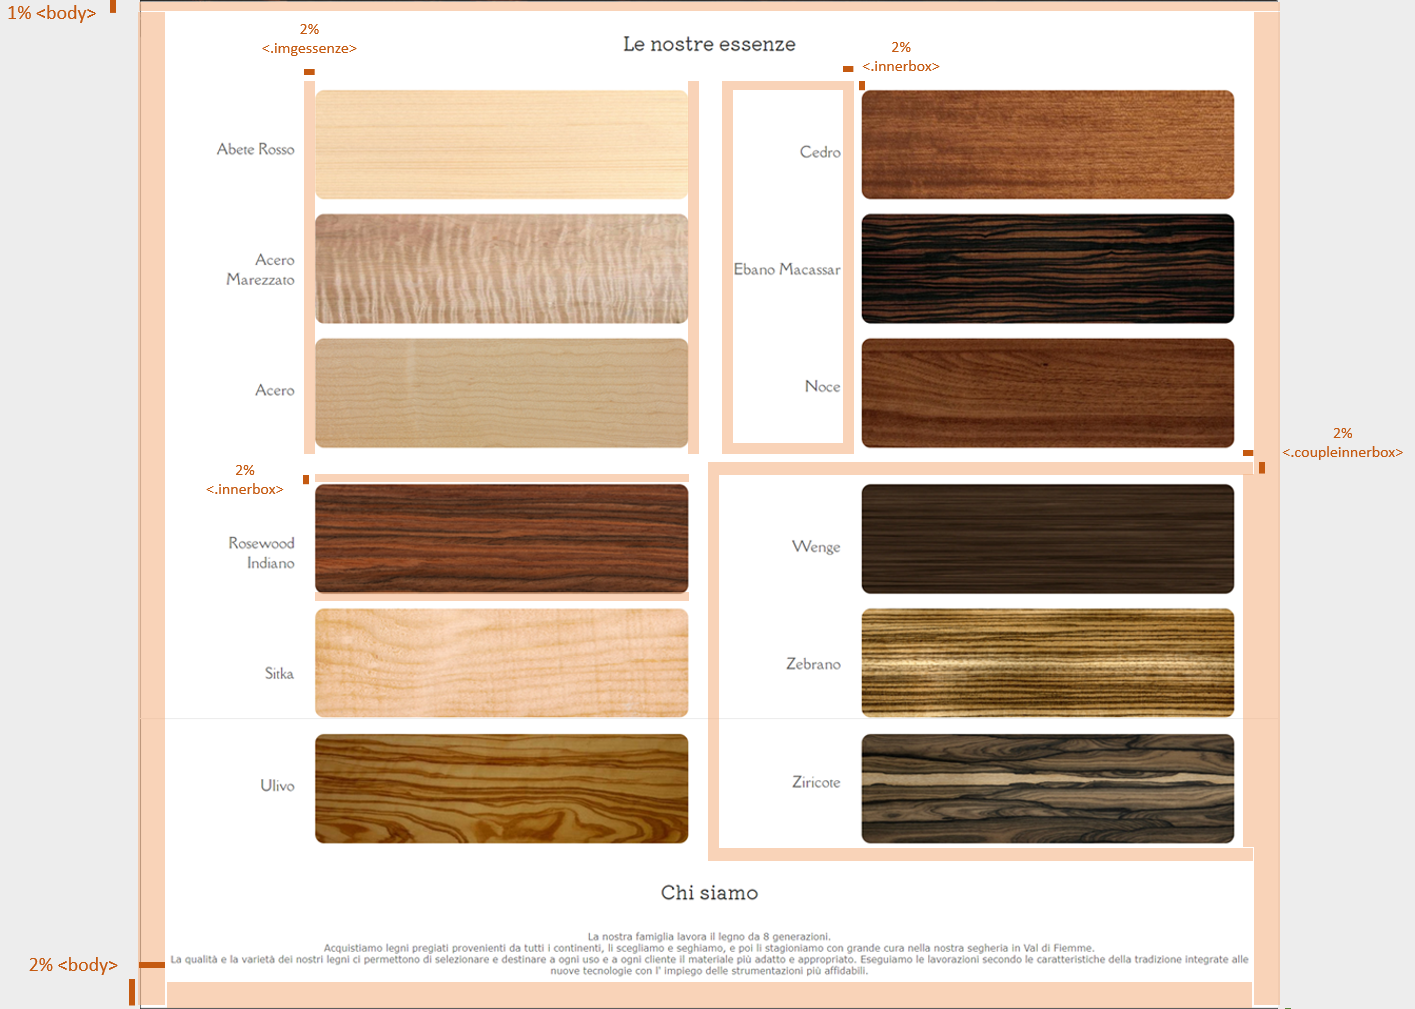 1% <body>
2%
<.imgessenze>
Le nostre essenze
2%
<.innerbox>
Abete Rosso
Cedro
Acero
Marezzato
Ebano Macassar
Acero
Noce
2%
<.coupleinnerbox>
2%
<.innerbox>
Rosewood
Indiano
Wenge
Sitka
Zebrano
Ulivo
Ziricote
Chi siamo
La nostra famiglia lavora il legno da 8 generazioni.
Acquistiamo legni pregiati provenienti da tutti i continenti, li scegliamo e seghiamo, e poi li stagioniamo con grande cura nella nostra segheria in Val di Fiemme.
2% <body>
La qualità e la varietà dei nostri legni ci permettono di selezionare e destinare a ogni uso e a ogni cliente il materiale più adatto e appropriato. Eseguiamo le lavorazioni secondo le caratteristiche della tradizione integrate alle
nuove tecnologie con l' impiego delle strumentazioni più affidabili.